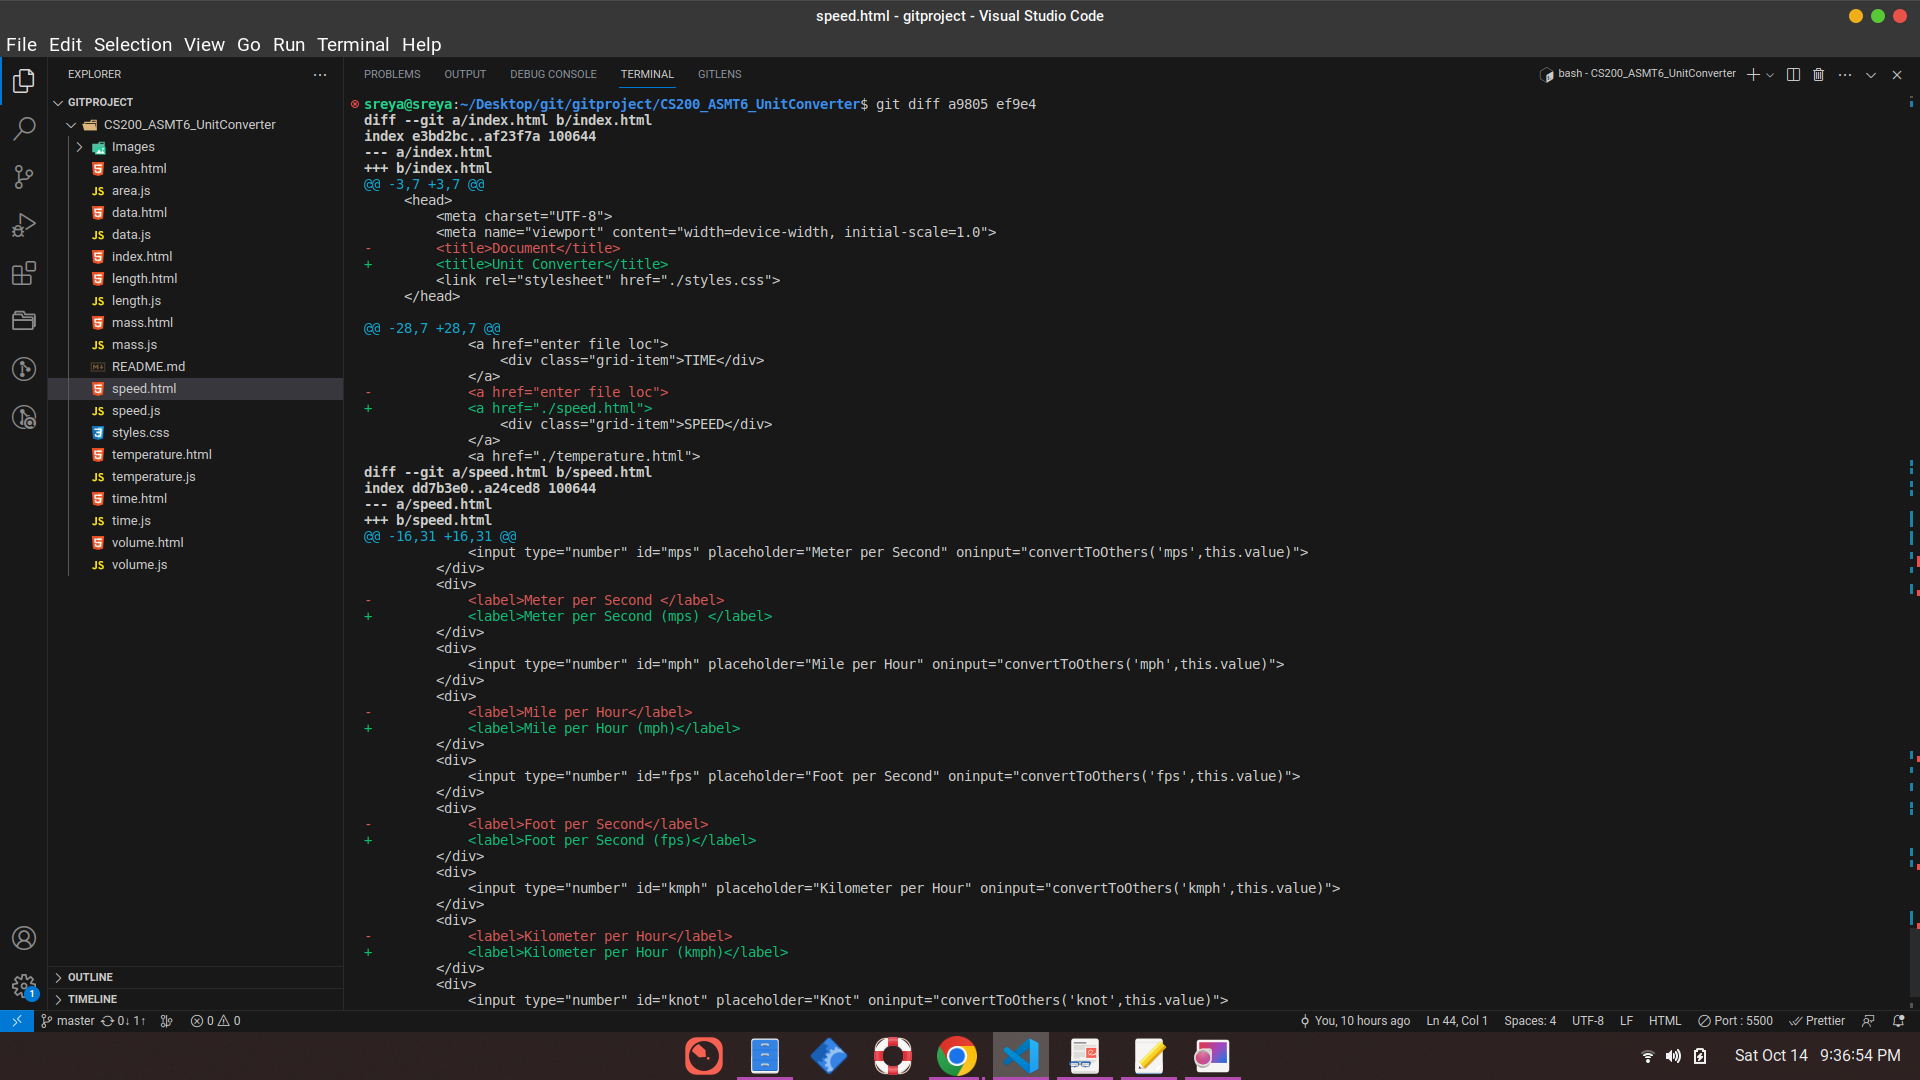 speed.html - gitproject - Visual Studio Code
File Edit Selection View Go Run Terminal Help
EXPLORER
GITPROJECT
CS200_ASMT6_UnitConverter
Images
area.html
JS area.js
data.html
JS data.js
index.html
length.html
JS length.js
mass.html
JS mass.js
README.md
speed.html
JS speed.js
styles.css
temperature.html
JS temperature.js
time.html
JS time.js
volume.html
JS volume.js
OUTLINE
TIMELINE
PROBLEMS OUTPUT DEBUG CONSOLE TERMINAL GITLENS
bash - CS200_ASMT6_UnitConverter
sreya@sreya:~/Desktop/git/gitproject/CS200_ASMT6_UnitConverter$ git diff a9805 ef9e4
diff --git a/index.html b/index.html
index e3bd2bc..af23f7a 100644
--- a/index.html
+++ b/index.html
@@ -3,7 +3,7 @@
<head>
<meta charset="UTF-8">
<meta name="viewport" content="width=device-width, initial-scale=1.0">
- <title>Document</title>
+ <title>Unit Converter</title>
<link rel="stylesheet" href="./styles.css">
</head>
@@ -28,7 +28,7 @@
<a href="enter file loc">
<div class="grid-item">TIME</div>
</a>
- <a href="enter file loc">
+ <a href="./speed.html">
<div class="grid-item">SPEED</div>
</a>
<a href="./temperature.html">
diff --git a/speed.html b/speed.html
index dd7b3e0..a24ced8 100644
--- a/speed.html
+++ b/speed.html
@@ -16,31 +16,31 @@
<input type="number" id="mps" placeholder="Meter per Second" oninput="convertToOthers('mps',this.value)">
</div>
<div>
- <label>Meter per Second </label>
+ <label>Meter per Second (mps) </label>
</div>
<div>
<input type="number" id="mph" placeholder="Mile per Hour" oninput="convertToOthers('mph',this.value)">
</div>
<div>
- <label>Mile per Hour</label>
+ <label>Mile per Hour (mph)</label>
</div>
<div>
<input type="number" id="fps" placeholder="Foot per Second" oninput="convertToOthers('fps',this.value)">
</div>
<div>
- <label>Foot per Second</label>
+ <label>Foot per Second (fps)</label>
</div>
<div>
<input type="number" id="kmph" placeholder="Kilometer per Hour" oninput="convertToOthers('kmph',this.value)">
</div>
<div>
- <label>Kilometer per Hour</label>
+ <label>Kilometer per Hour (kmph)</label>
</div>
<div>
<input type="number" id="knot" placeholder="Knot" oninput="convertToOthers('knot',this.value)">
1
master 0↓ 1↑ 0 0 You, 10 hours ago Ln 44, Col 1 Spaces: 4 UTF-8 LF HTML Port : 5500 Prettier
Sat Oct 14 9:36:54 PM